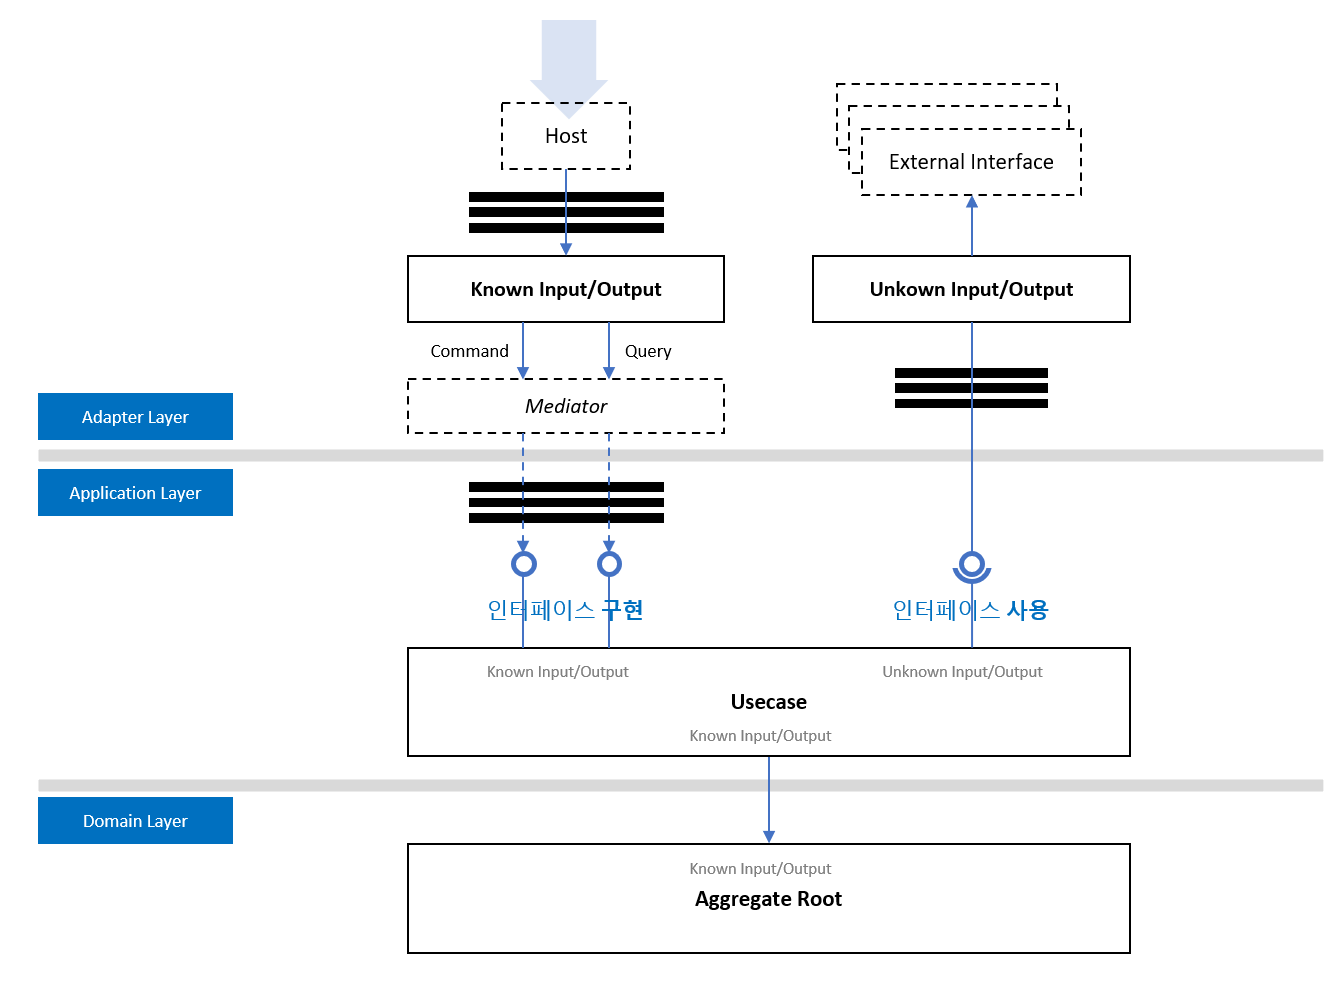 Host
External Interface
Known Input/Output
Unkown Input/Output
Command
Query
Mediator
Adapter Layer
Application Layer
인터페이스 구현
인터페이스 사용
Known Input/Output
Unknown Input/Output
Usecase
Known Input/Output
Domain Layer
Known Input/Output
Aggregate Root